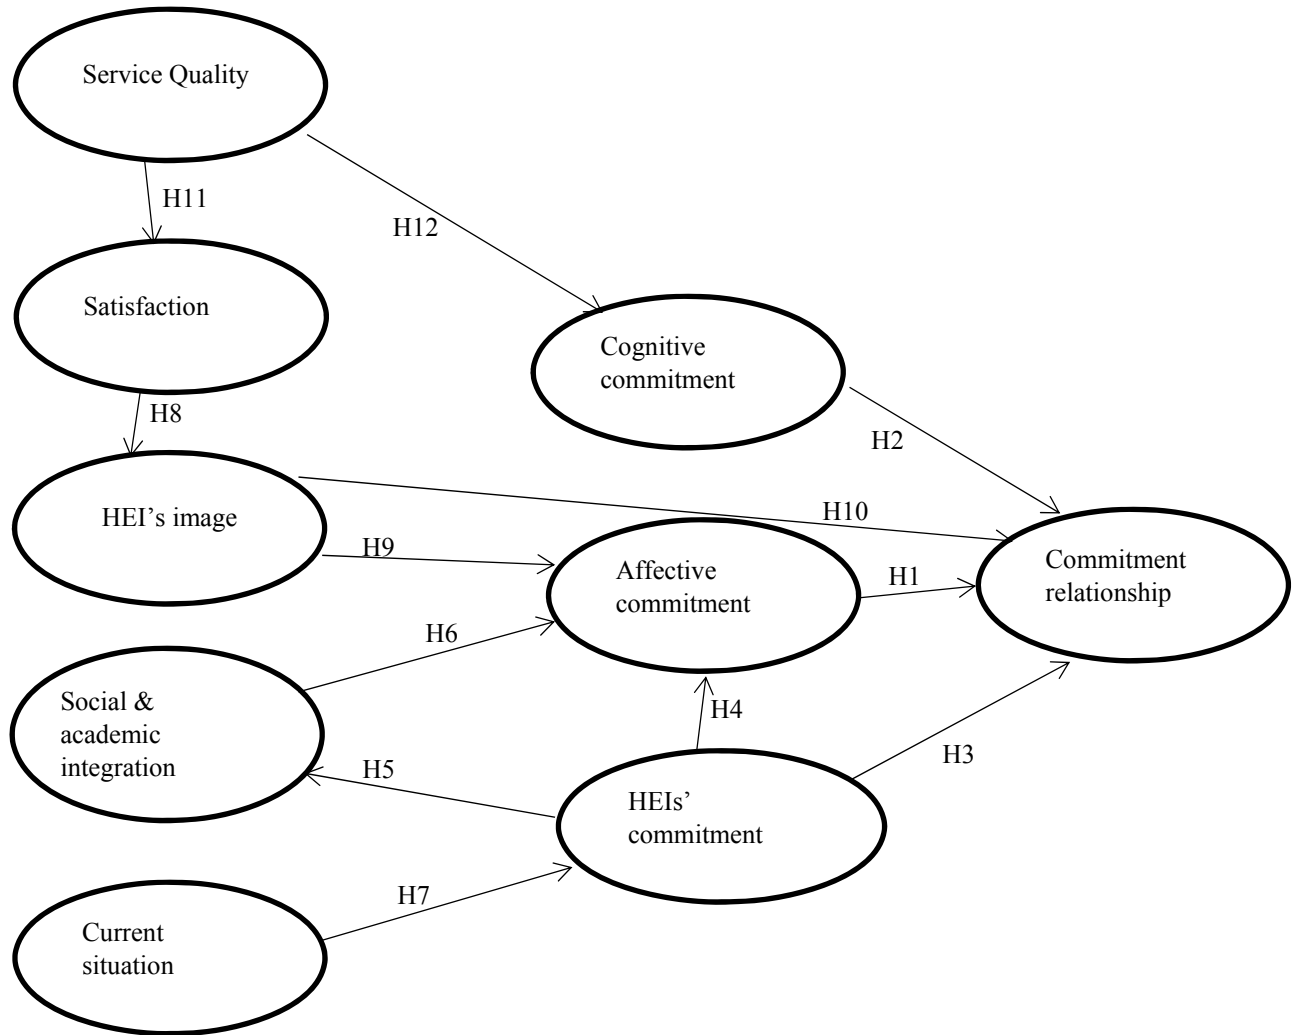 Service Quality
H11
H12
Satisfaction
Cognitive
commitment
H8
H2
HEI’s image
H10
H9
Affective
commitment
H1
Commitment
relationship
H6
Social &
academic
integration
H4
H5
H3
HEIs’
commitment
H7
Current
situation